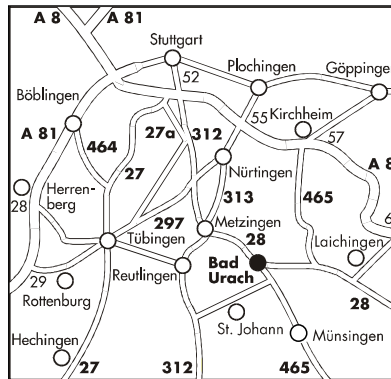 A 8
A 81
Stuttgart
52
Plochingen
Göppinge
Böblingen
Kirchheim
55
57
A 81
464
27a
312
27
Nürtingen
A 8
Herren-
berg
28
313
465
297
Metzingen
28
Tübingen
Laichingen
6
Reutlingen
Bad
Urach
29
Rottenburg
28
St. Johann
Münsingen
Hechingen
27
312
465